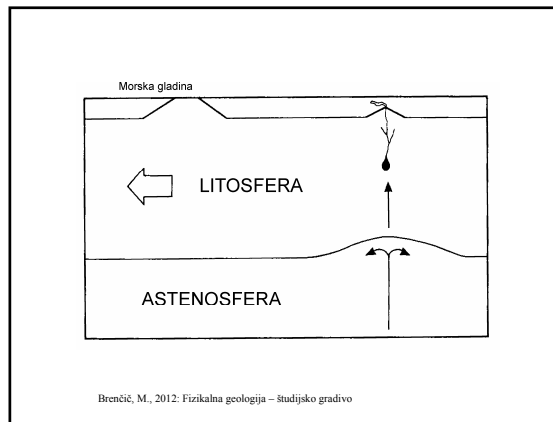 Morska gladina
LITOSFERA
ASTENOSFERA
Brenčič, M., 2012: Fizikalna geologija – študijsko gradivo